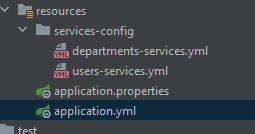 resources
services-config
YML departments-services.yml
YML users-services.yml
application.properties
application.yml
test